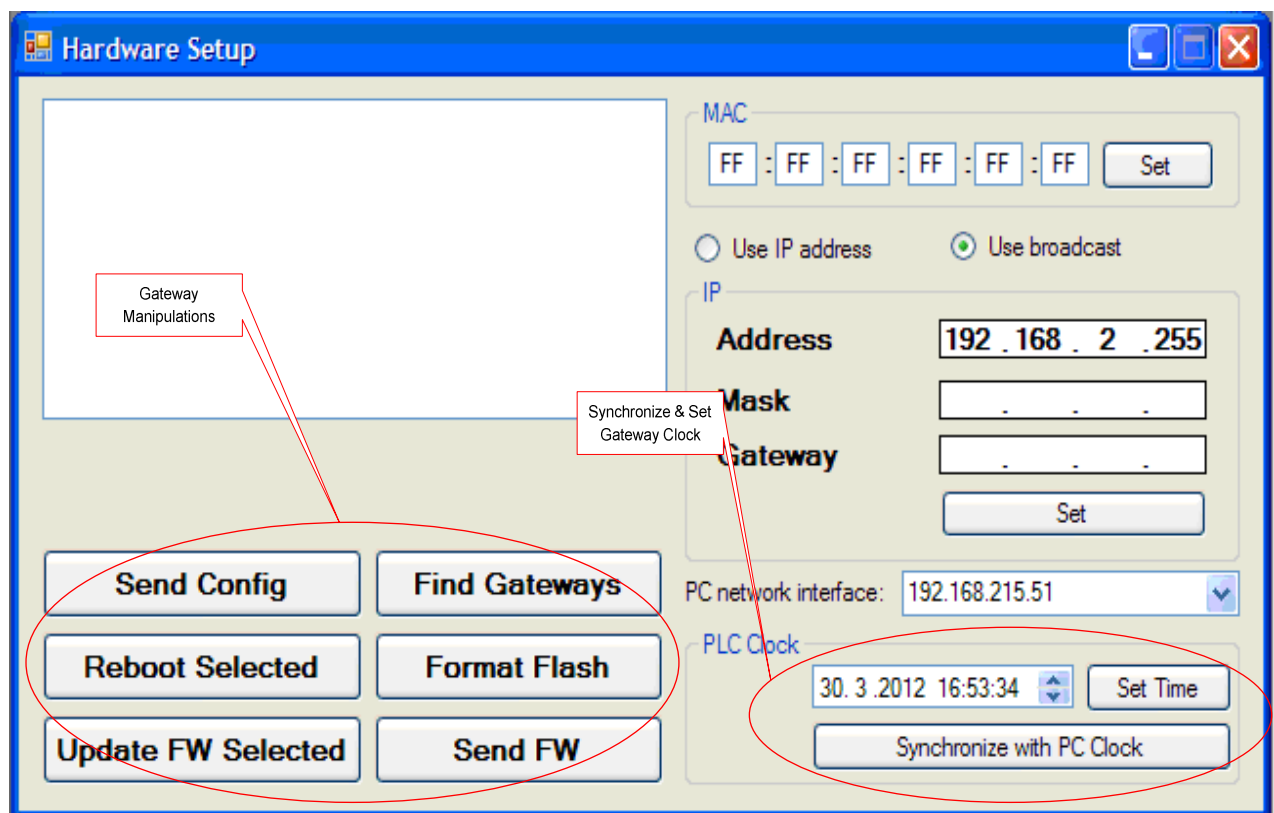 Hardware Setup
MAC
FF : FF : FF : FF : FF : FF Set
Use IP address Use broadcast
Gateway
Manipulations
IP
Address 192 . 168 . 2 . 255
Mask . . .
Synchronize & Set
Gateway Clock
Gateway . . .
Set
Send Config Find Gateways
PC network interface: 192.168.215.51
Reboot Selected Format Flash
PLC Clock
30. 3 .2012 16:53:34 Set Time
Update FW Selected Send FW
Synchronize with PC Clock